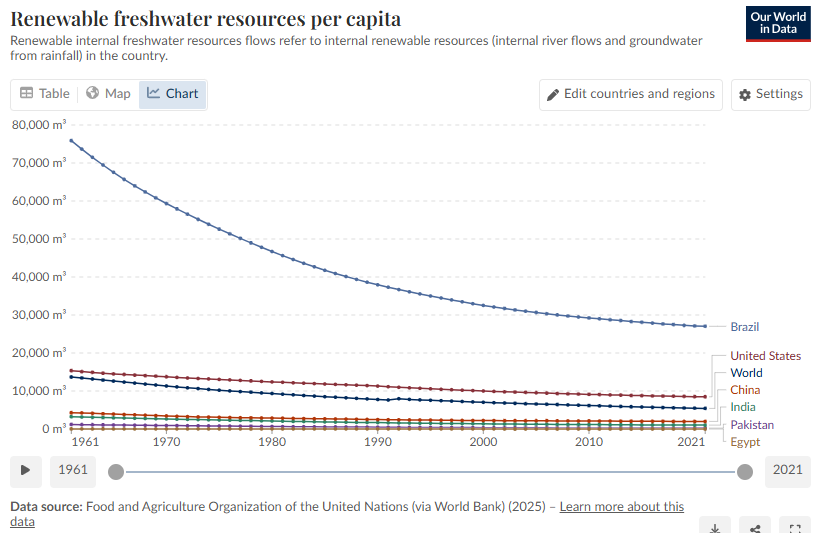 Renewable freshwater resources per capita
Our World
in Data
Renewable internal freshwater resources flows refer to internal renewable resources (internal river flows and groundwater
from rainfall) in the country.
Table
Map
Chart
Edit countries and regions
Settings
80,000 m³
70,000 m³
60,000 m³
50,000 m³
40,000 m³
30,000 m³
20,000 m³
10,000 m³
0 m³
Brazil
United States
World
China
India
Pakistan
Egypt
1961 1970 1980 1990 2000 2010 2021
1961
2021
Data source: Food and Agriculture Organization of the United Nations (via World Bank) (2025) – Learn more about this
data